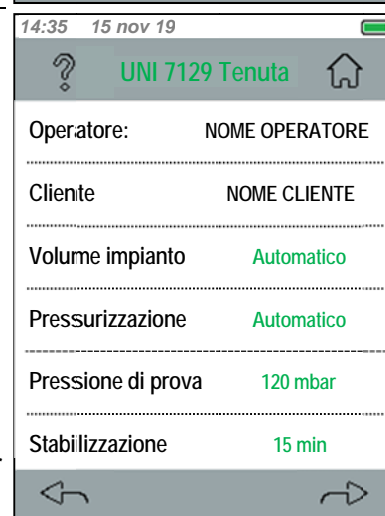 14:35 15 nov 19
UNI 7129 Tenuta
Operatore: NOME OPERATORE
Cliente NOME CLIENTE
Volume impianto Automatico
Pressurizzazione Automatico
Pressione di prova 120 mbar
Stabilizzazione 15 min